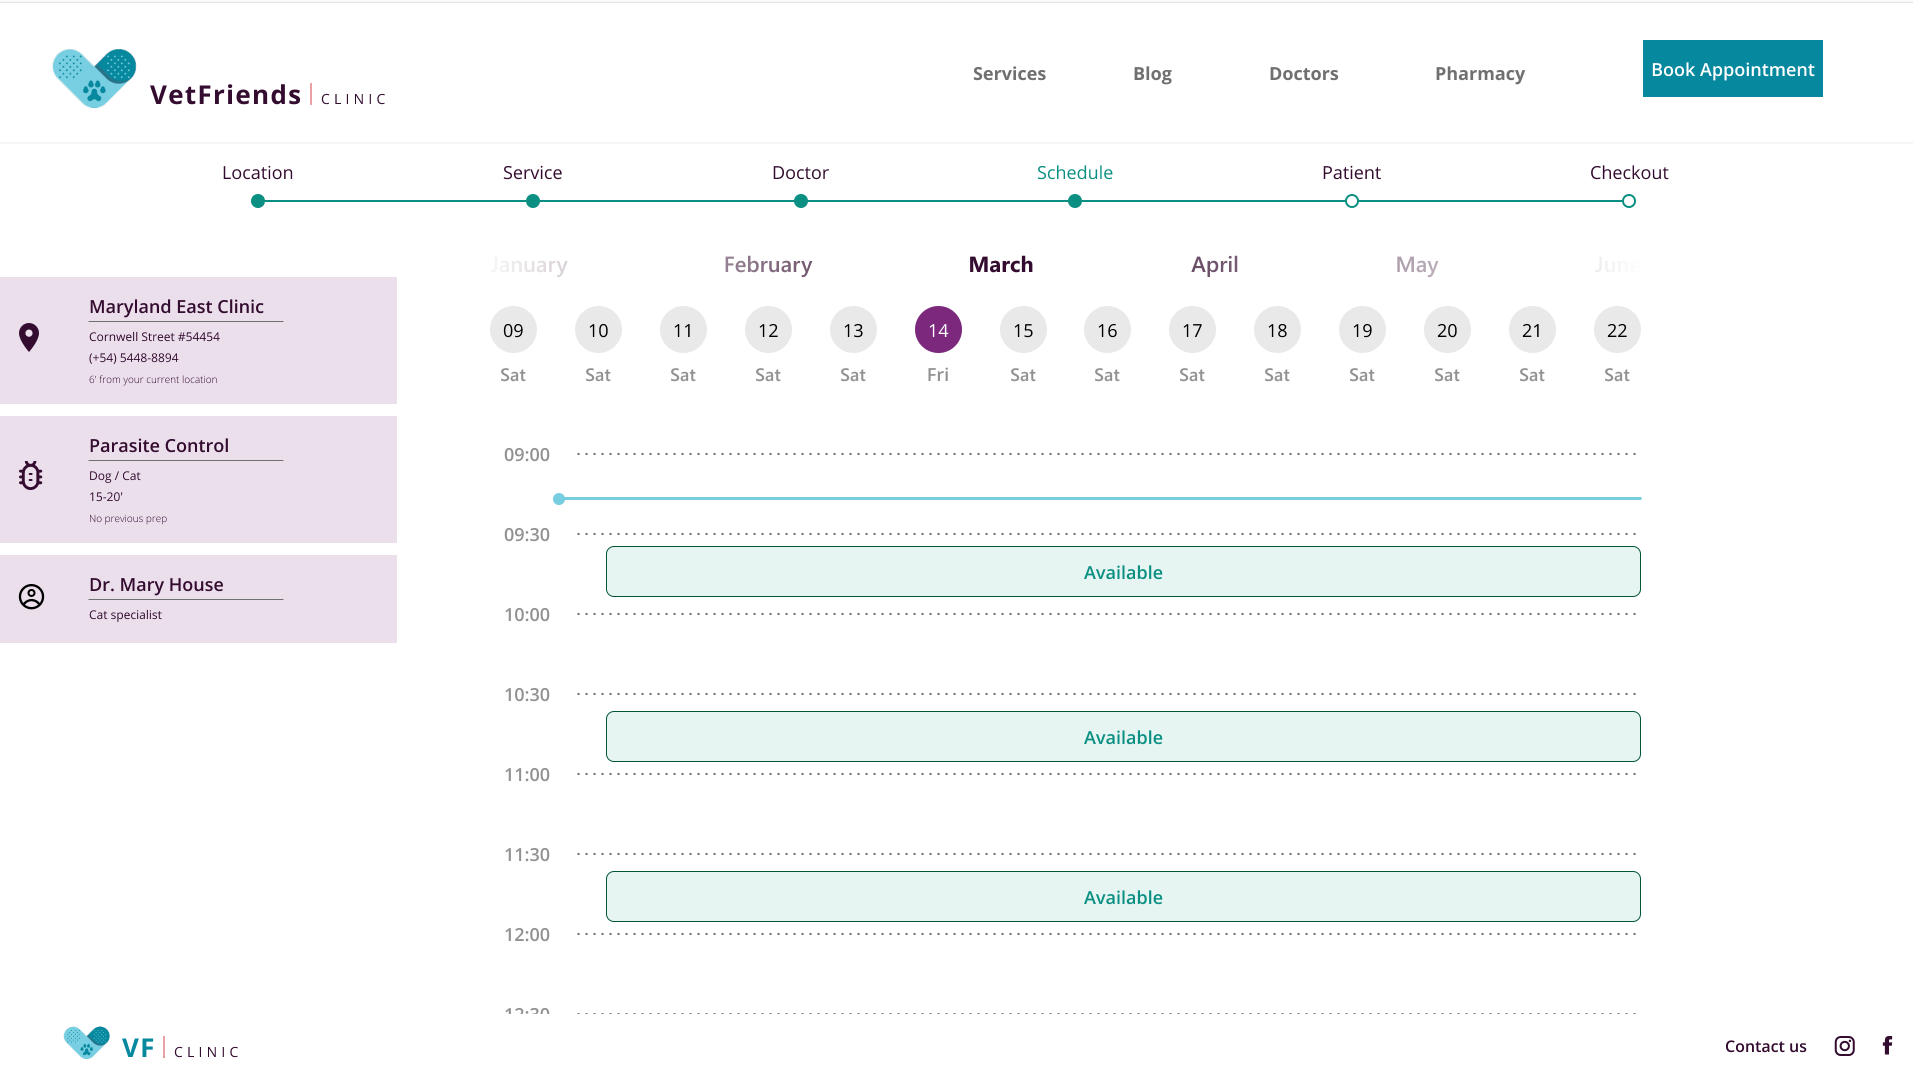 VetFriends | CLINIC
Services Blog Doctors Pharmacy Book Appointment
Location Service Doctor Schedule Patient Checkout
January February March April May June
09 10 11 12 13 14 15 16 17 18 19 20 21 22
Sat Sat Sat Sat Sat Fri Sat Sat Sat Sat Sat Sat Sat Sat
Maryland East Clinic
Cornwell Street #54454
(+54) 5448-8894
6' from your current location
Parasite Control
Dog / Cat
15-20'
No previous prep
Dr. Mary House
Cat specialist
09:00
09:30
Available
10:00
10:30
Available
11:00
11:30
Available
12:00
12:30
VF | CLINIC
Contact us